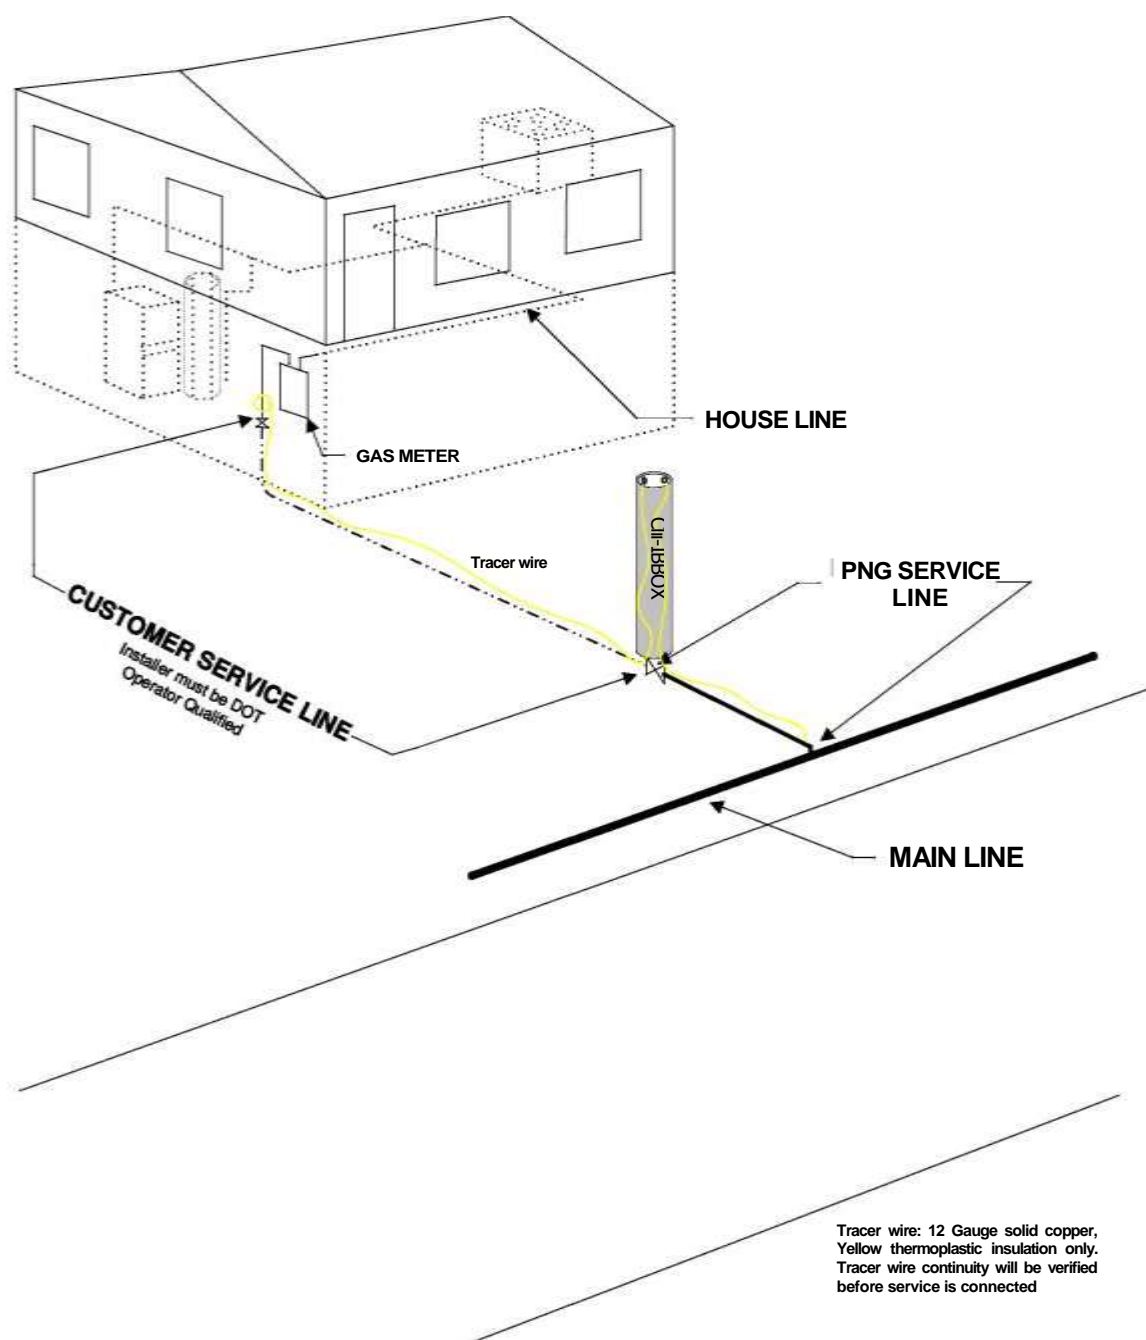 HOUSE LINE
GAS METER
Tracer wire
PNG SERVICE
LINE
CUSTOMER SERVICE LINE
Installer must be DOT
Operator Qualified
MAIN LINE
Tracer wire: 12 Gauge solid copper,
Yellow thermoplastic insulation only.
Tracer wire continuity will be verified
before service is connected